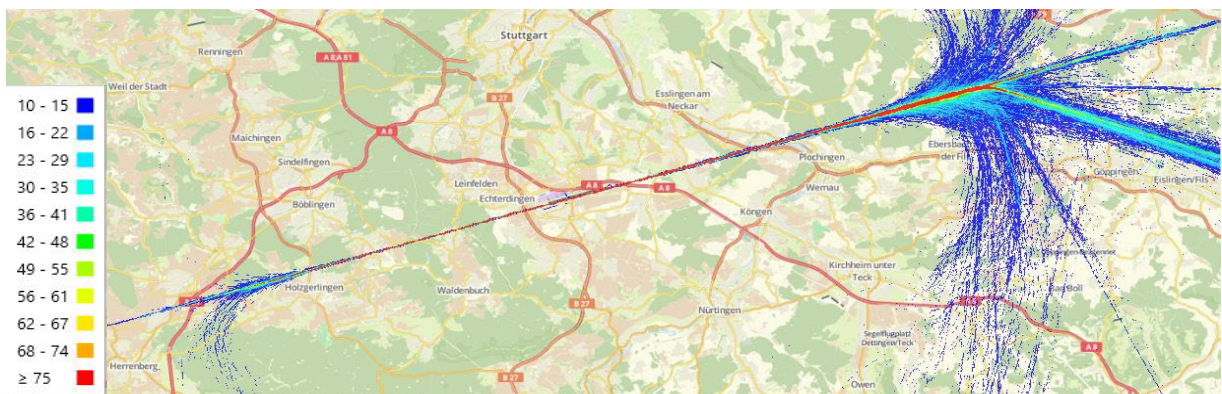 Stuttgart
Renningen
A 8;A 81
Weil der Stadt
B 27
Esslingen am
Neckar
10 - 15
16 - 22
23 - 29
30 - 35
36 - 41
42 - 48
49 - 55
56 - 61
62 - 67
68 - 74
≥ 75
Maichingen
A 8
Sindelfingen
Plochingen
Ebersba
der Fil
Göppingen
Eislingen/Fils
Leinfelden
A 8
A 8
Wernau
Böblingen
Echterdingen
Köngen
Holzgerlingen
Waldenbuch
Kirchheim unter
Teck
Bad Boll
Nürtingen
B 27
Segelflugplatz
Dettingen/Teck
A 8
Herrenberg
B 27
Owen